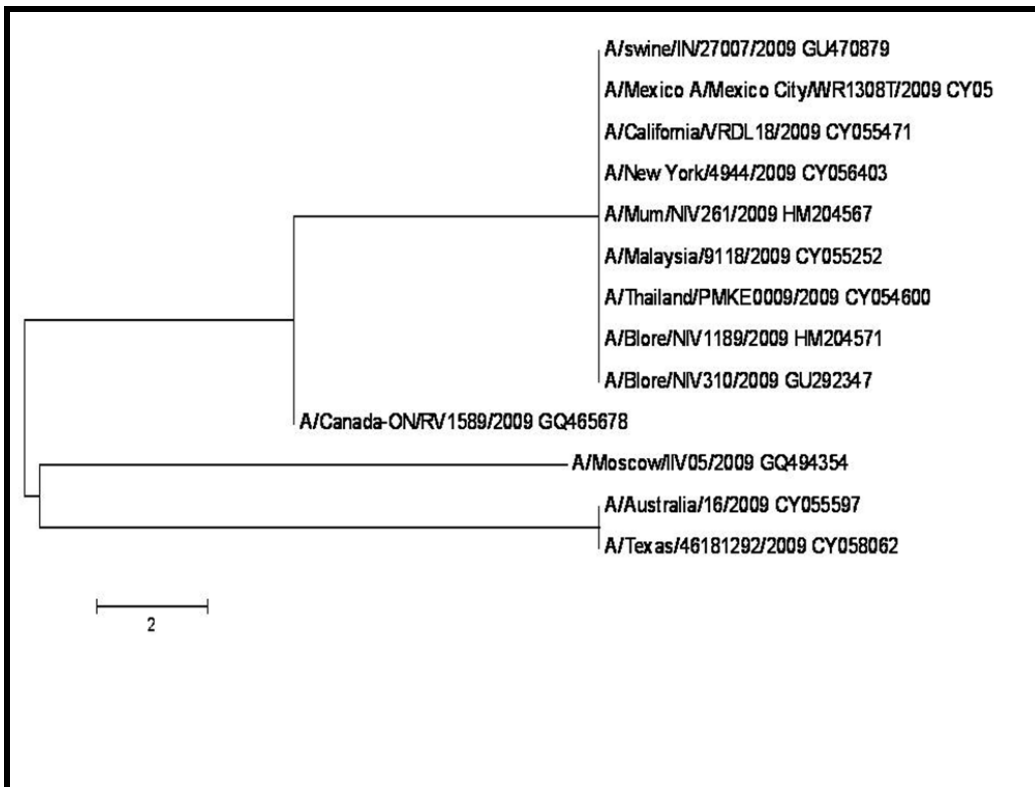 A/swine/IN/27007/2009 GU470879
A/Mexico A/Mexico City/WR1308T/2009 CY05
A/California/VRDL18/2009 CY055471
A/New York/4944/2009 CY056403
A/Mum/NIV261/2009 HM204567
A/Malaysia/9118/2009 CY055252
A/Thailand/PMKE0009/2009 CY054600
A/Blore/NIV1189/2009 HM204571
A/Blore/NIV310/2009 GU292347
A/Canada-ON/RV1589/2009 GQ465678
A/Moscow/IIV05/2009 GQ494354
A/Australia/16/2009 CY055597
A/Texas/46181292/2009 CY058062
2